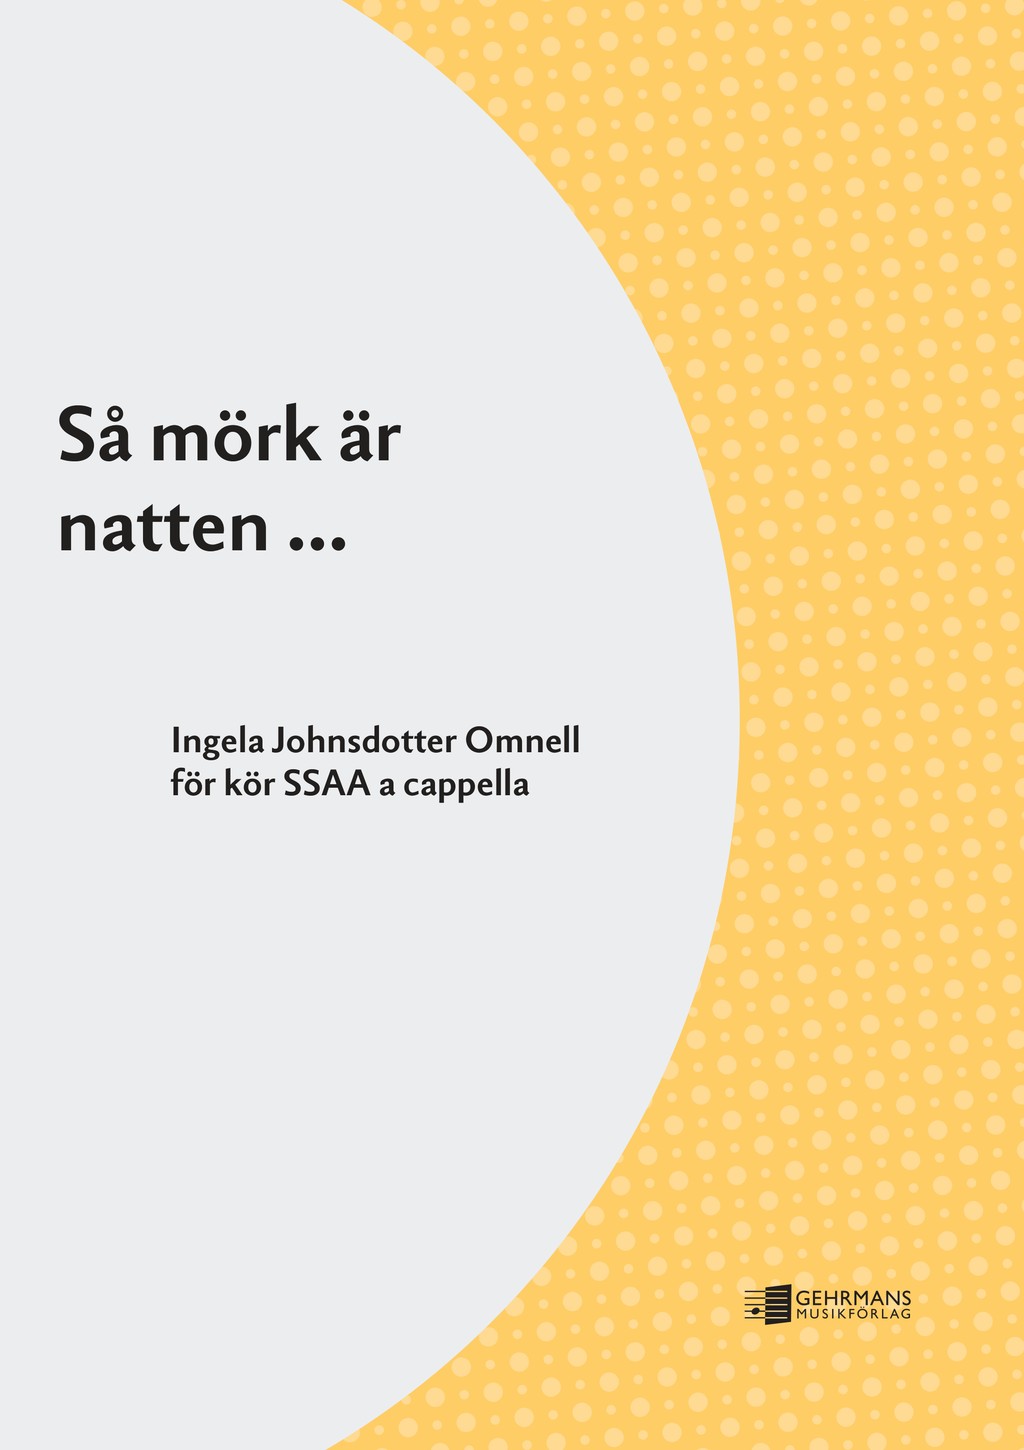 Så mörk är
natten ...
Ingela Johnsdotter Omnell
för kör SSAA a cappella
GEHRMANS
MUSIKFÖRLAG